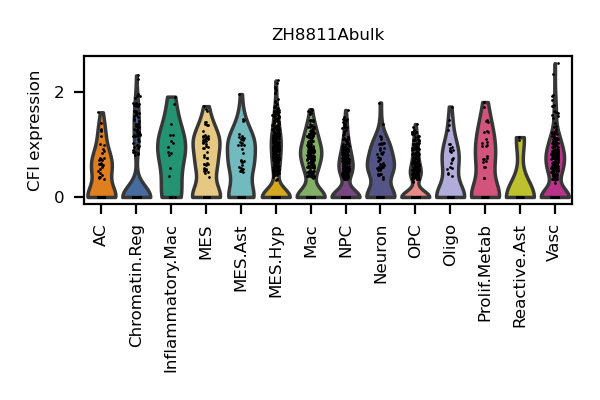 ZH8811Abulk
CFI expression
2
0
AC
Chromatin.Reg
Inflammatory.Mac
MES
MES.Ast
MES.Hyp
Mac
NPC
Neuron
OPC
Oligo
Prolif.Metab
Reactive.Ast
Vasc